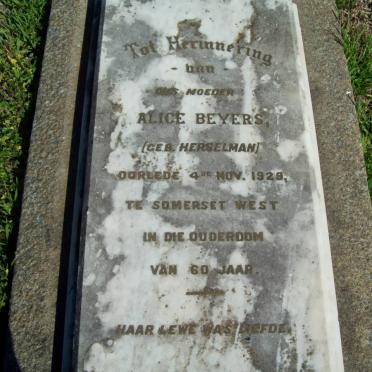 Tot Herinnering
- van -
ONS MOEDER
ALICE BEYERS,
(GEB. HERSELMAN)
OORLEDE 4DE NOV. 1929,
TE SOMERSET WEST
IN DIE OUDERDOM
VAN 60 JAAR.
HAAR LEWE WAS LIEFDE.